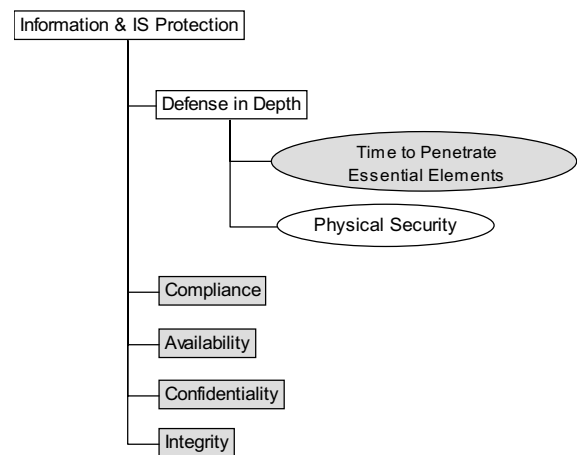 Information & IS Protection
Defense in Depth
Time to Penetrate
Essential Elements
Physical Security
Compliance
Availability
Confidentiality
Integrity